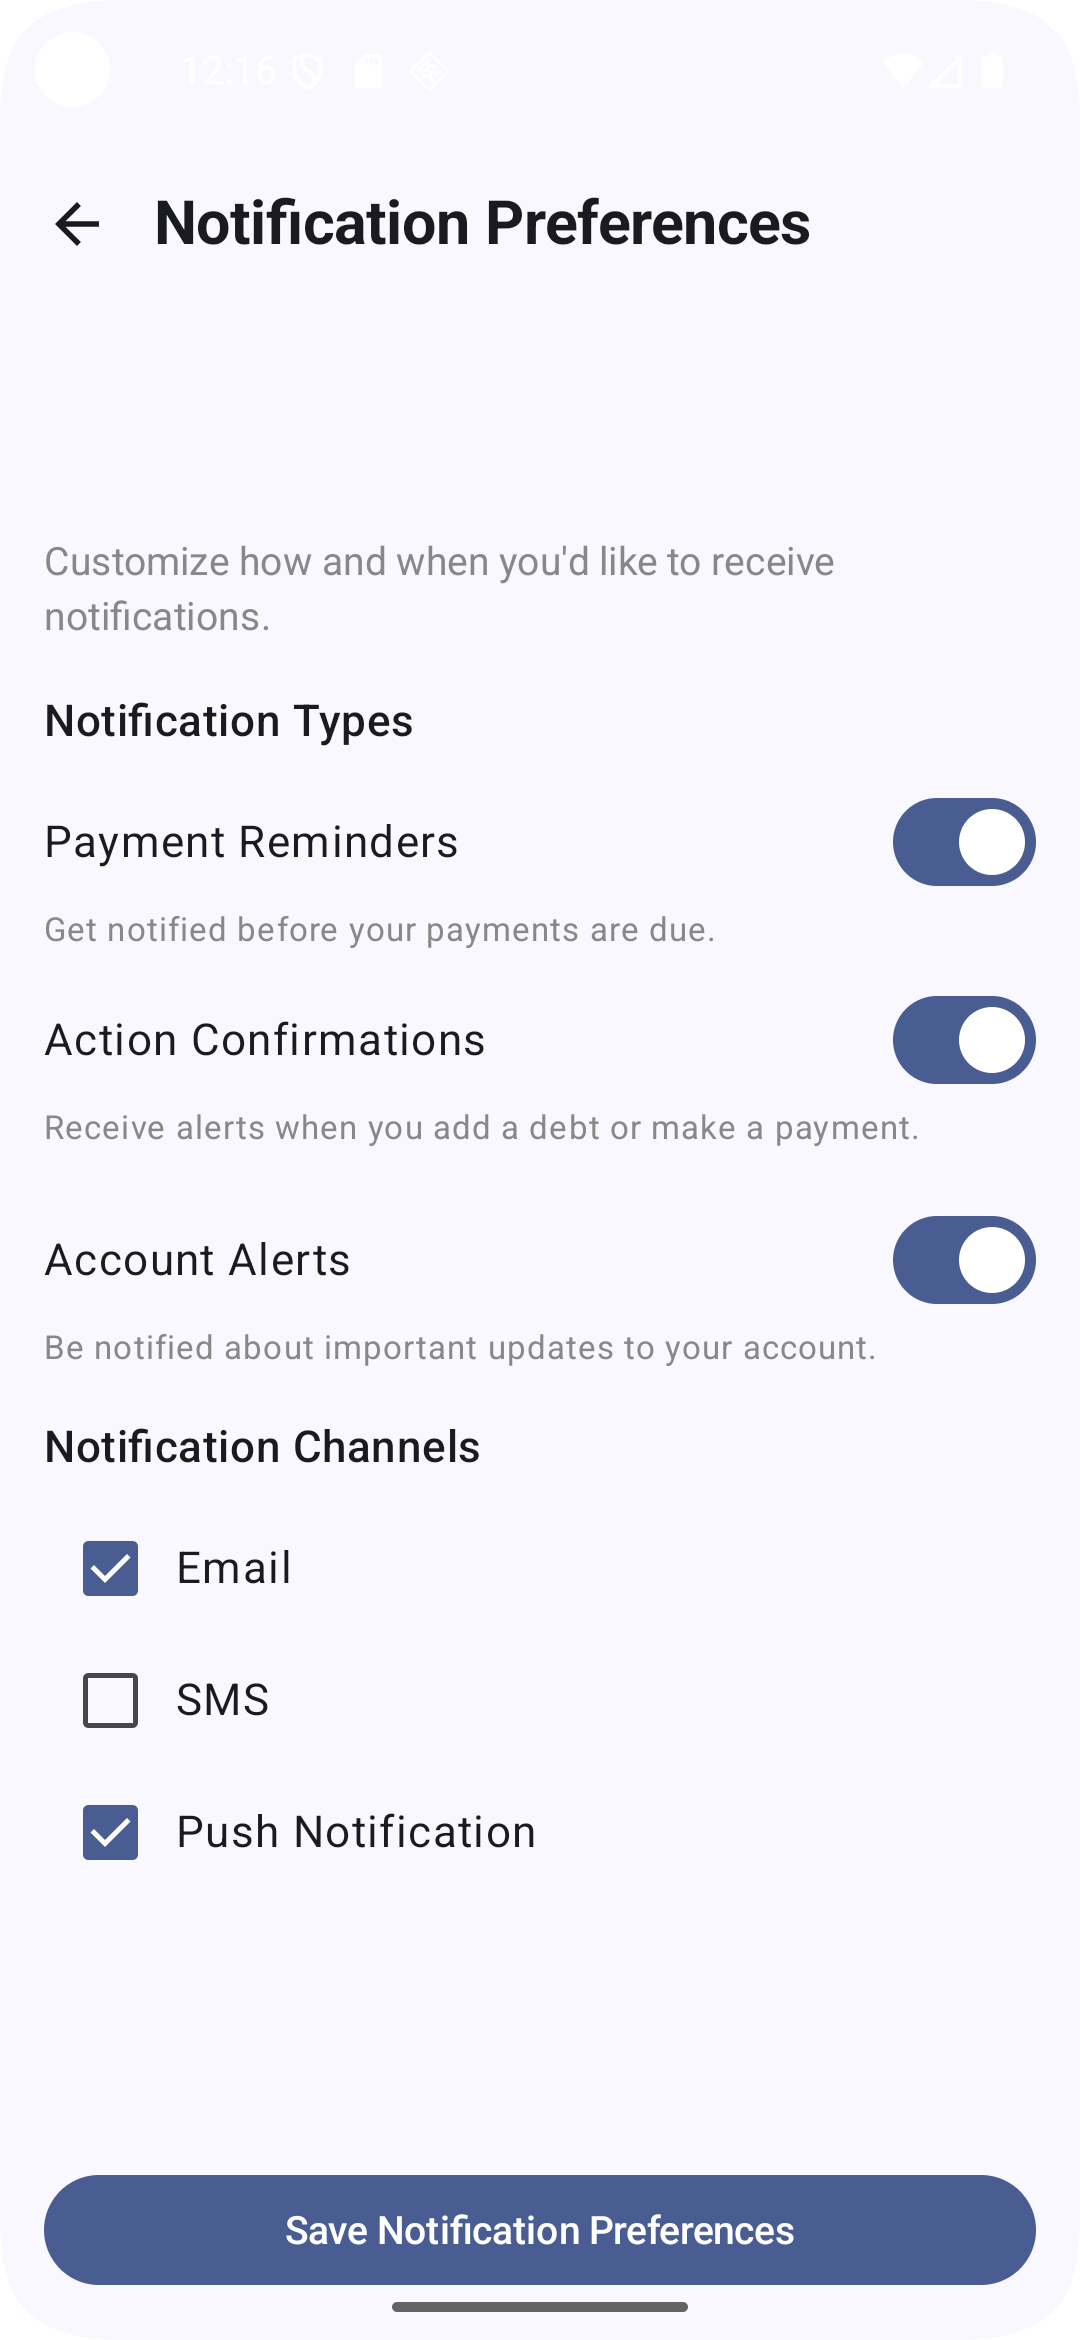 12:16
Notification Preferences
Customize how and when you'd like to receive
notifications.
Notification Types
Payment Reminders
Get notified before your payments are due.
Action Confirmations
Receive alerts when you add a debt or make a payment.
Account Alerts
Be notified about important updates to your account.
Notification Channels
Email
SMS
Push Notification
Save Notification Preferences